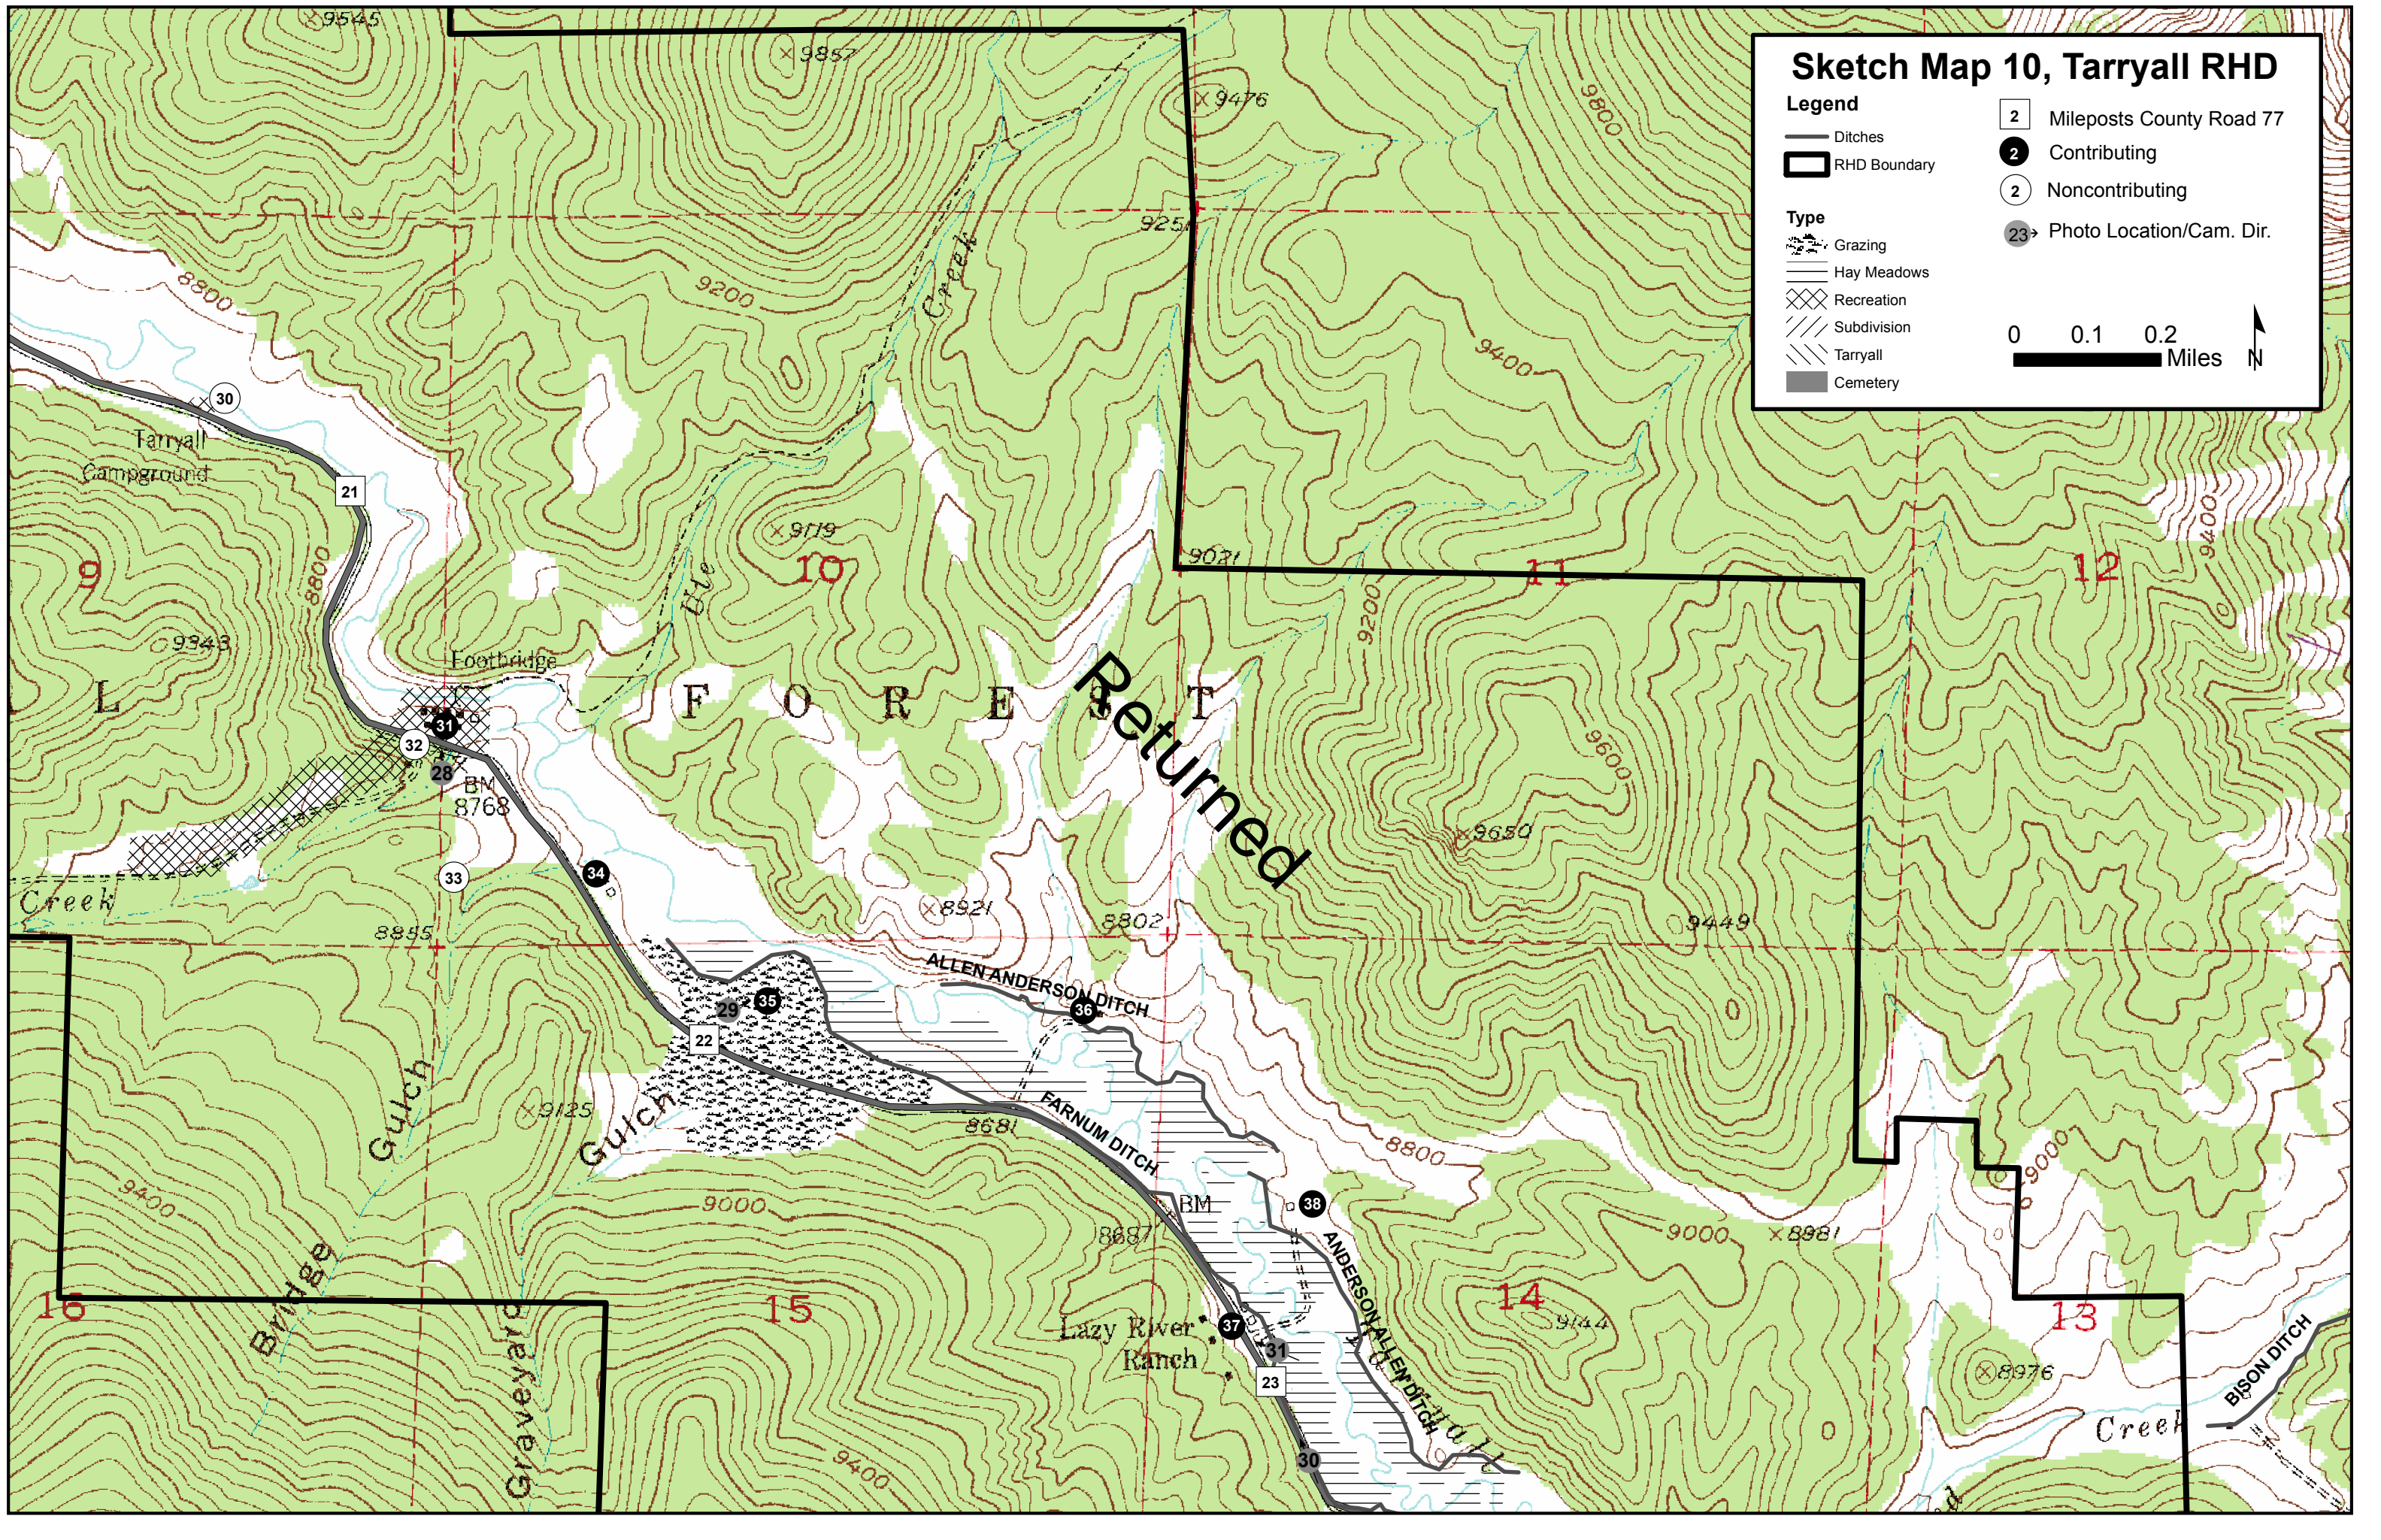 Sketch Map 10, Tarryall RHD
Legend
Ditches
RHD Boundary
Type
Grazing
Hay Meadows
Recreation
Subdivision
Tarryall
Cemetery
2 Mileposts County Road 77
2 Contributing
2 Noncontributing
23 Photo Location/Cam. Dir.
0 0.1 0.2
Miles
N
9545
9857
9476
9800
9251
Creek
8800
9200
9400
30
Tarryall
Campground
21
9400
9119
9021
9
10
11
12
8800
Ute
9200
9343
Footbridge
L
F O R E S T
Returned
31
32
28
BM
8768
9600
9650
34
33
Creek
8921
8802
9449
8855
ALLEN ANDERSON DITCH
29
35
36
22
Gulch
9125
Gulch
8681
FARNUM DITCH
8800
9000
9400
9000
BM
8687
38
9000
8981
Bridge
ANDERSON ALLEN DITCH
16
15
14
13
9144
Lazy River
Ranch
37
31
23
8976
BISON DITCH
Creek
Graveyard
9400
30